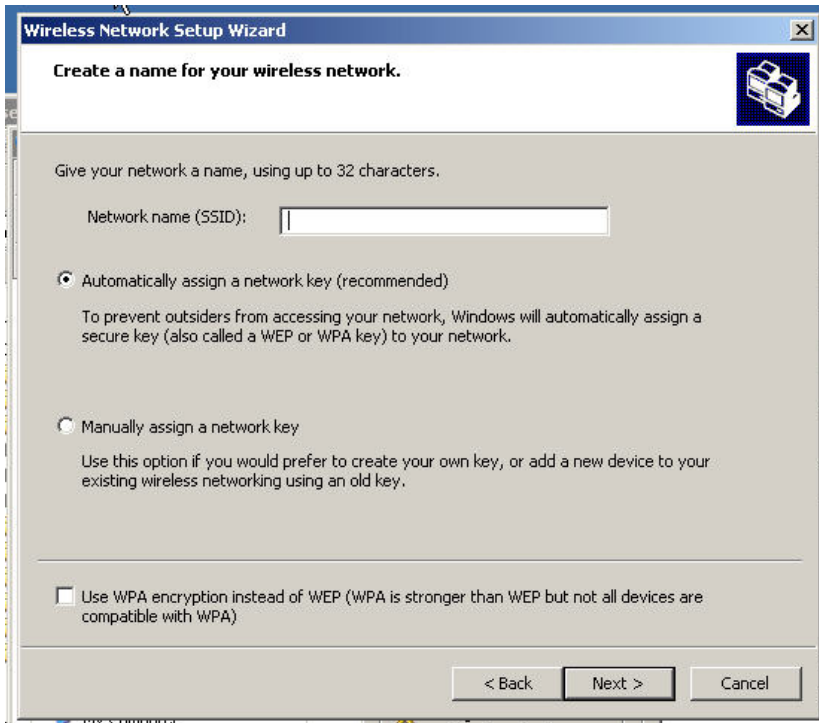 Wireless Network Setup Wizard
Create a name for your wireless network.
Give your network a name, using up to 32 characters.
Network name (SSID):
Automatically assign a network key (recommended)
To prevent outsiders from accessing your network, Windows will automatically assign a
secure key (also called a WEP or WPA key) to your network.
Manually assign a network key
Use this option if you would prefer to create your own key, or add a new device to your
existing wireless networking using an old key.
Use WPA encryption instead of WEP (WPA is stronger than WEP but not all devices are
compatible with WPA)
< Back Next > Cancel